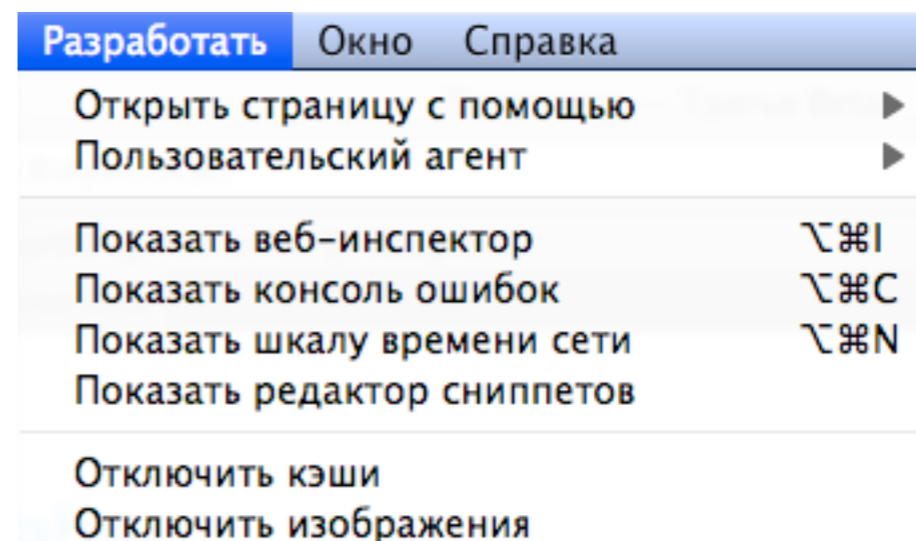 Разработать Окно Справка
Открыть страницу с помощью ▶
Пользовательский агент ▶
Показать веб-инспектор ⌥⌘I
Показать консоль ошибок ⌥⌘C
Показать шкалу времени сети ⌥⌘N
Показать редактор сниппетов
Отключить кэши
Отключить изображения